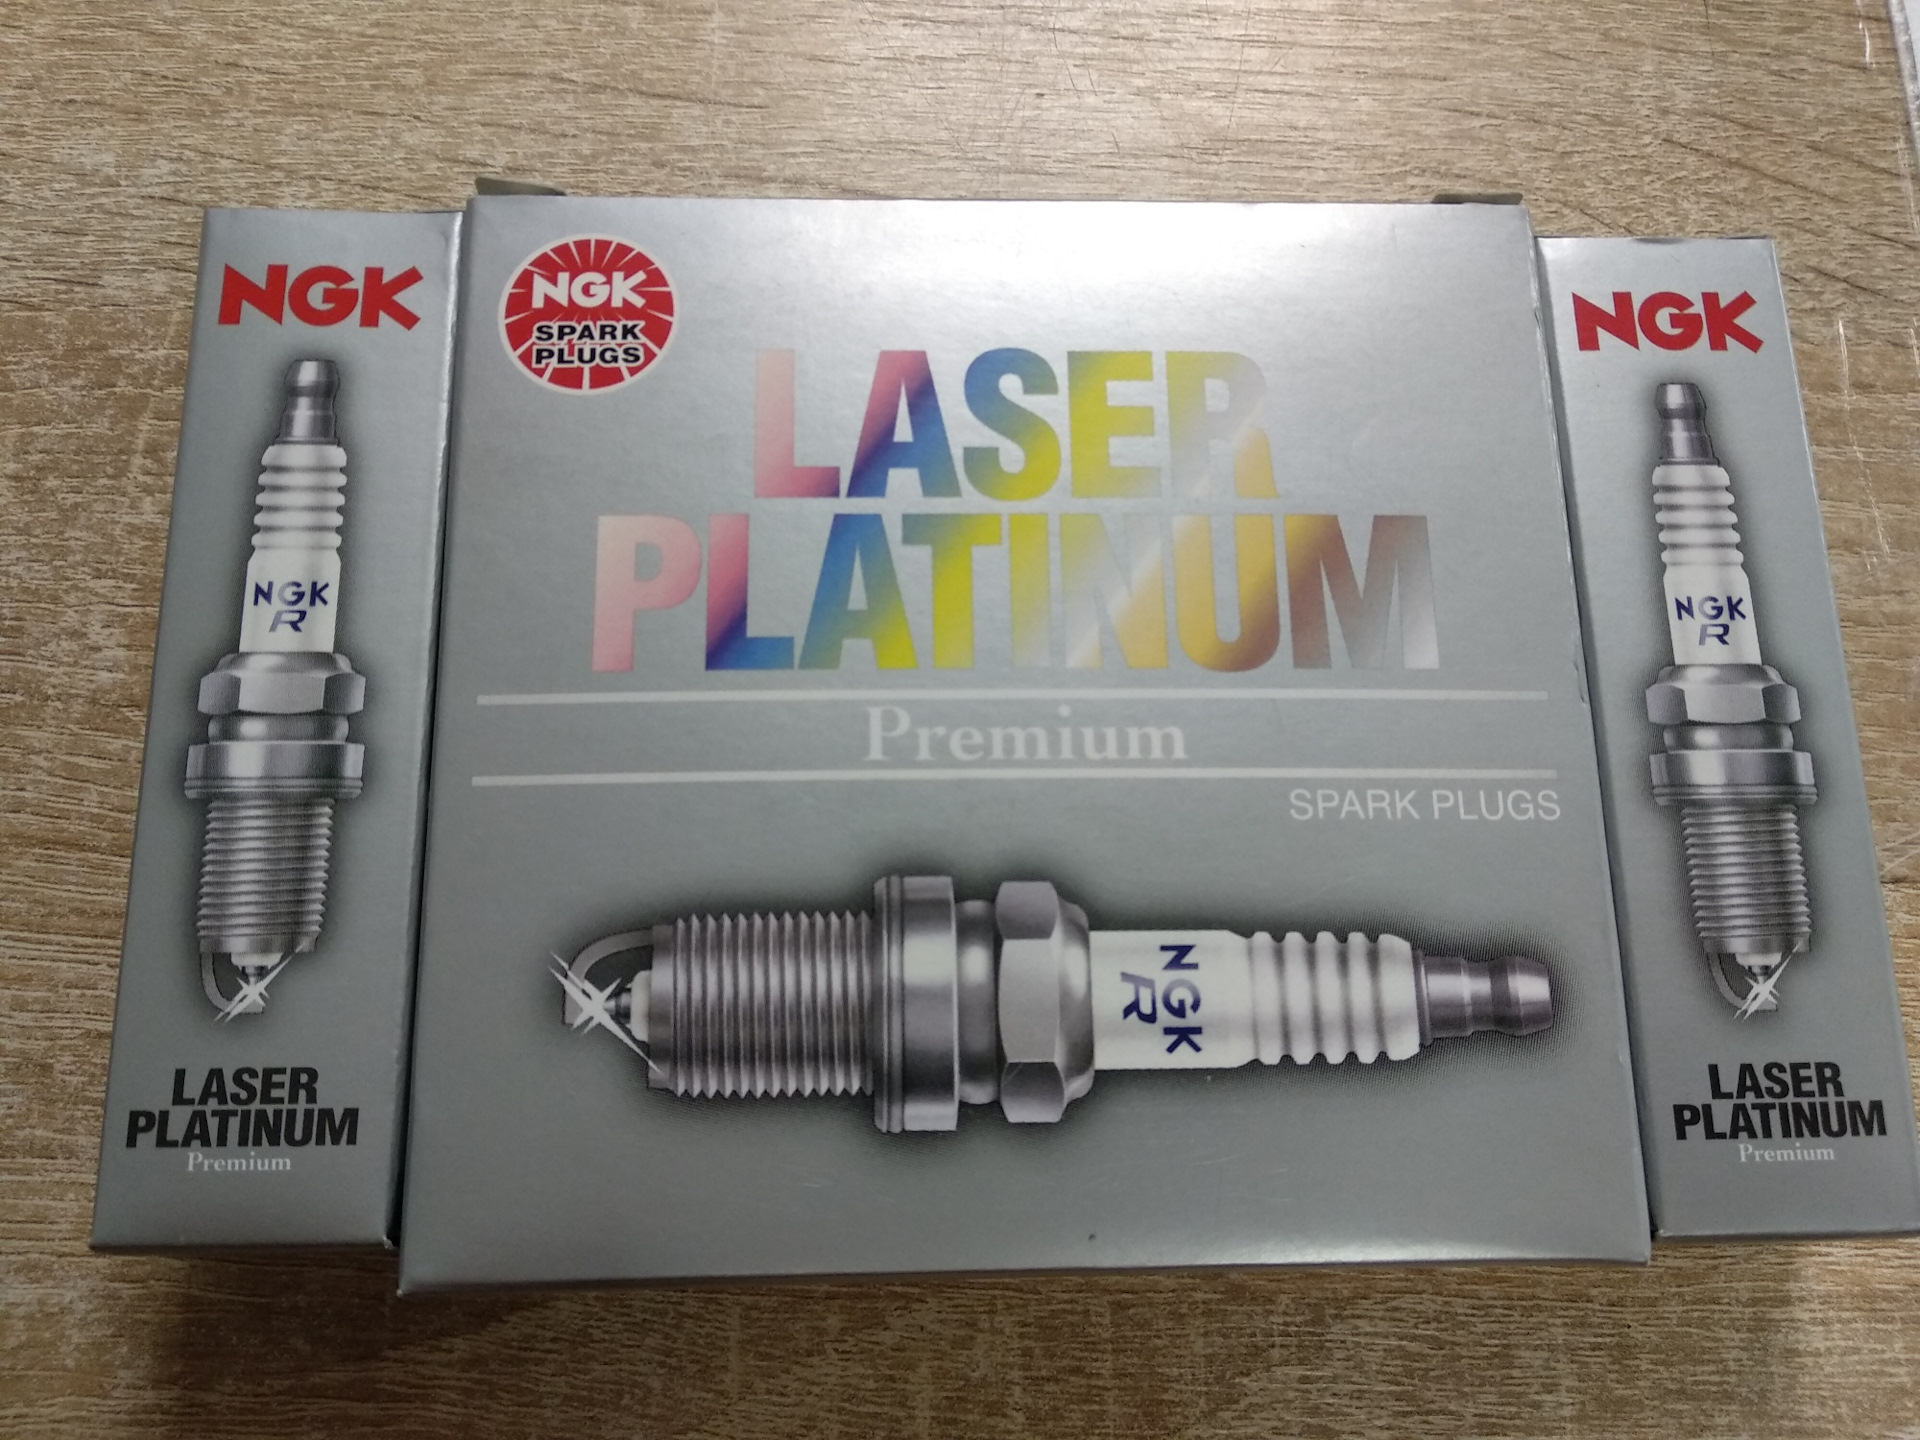 NGK
NGK
R
LASER
PLATINUM
Premium
NGK
SPARK
PLUGS
LASER
PLATINUM
Premium
SPARK PLUGS
NGK
R
NGK
NGK
R
LASER
PLATINUM
Premium